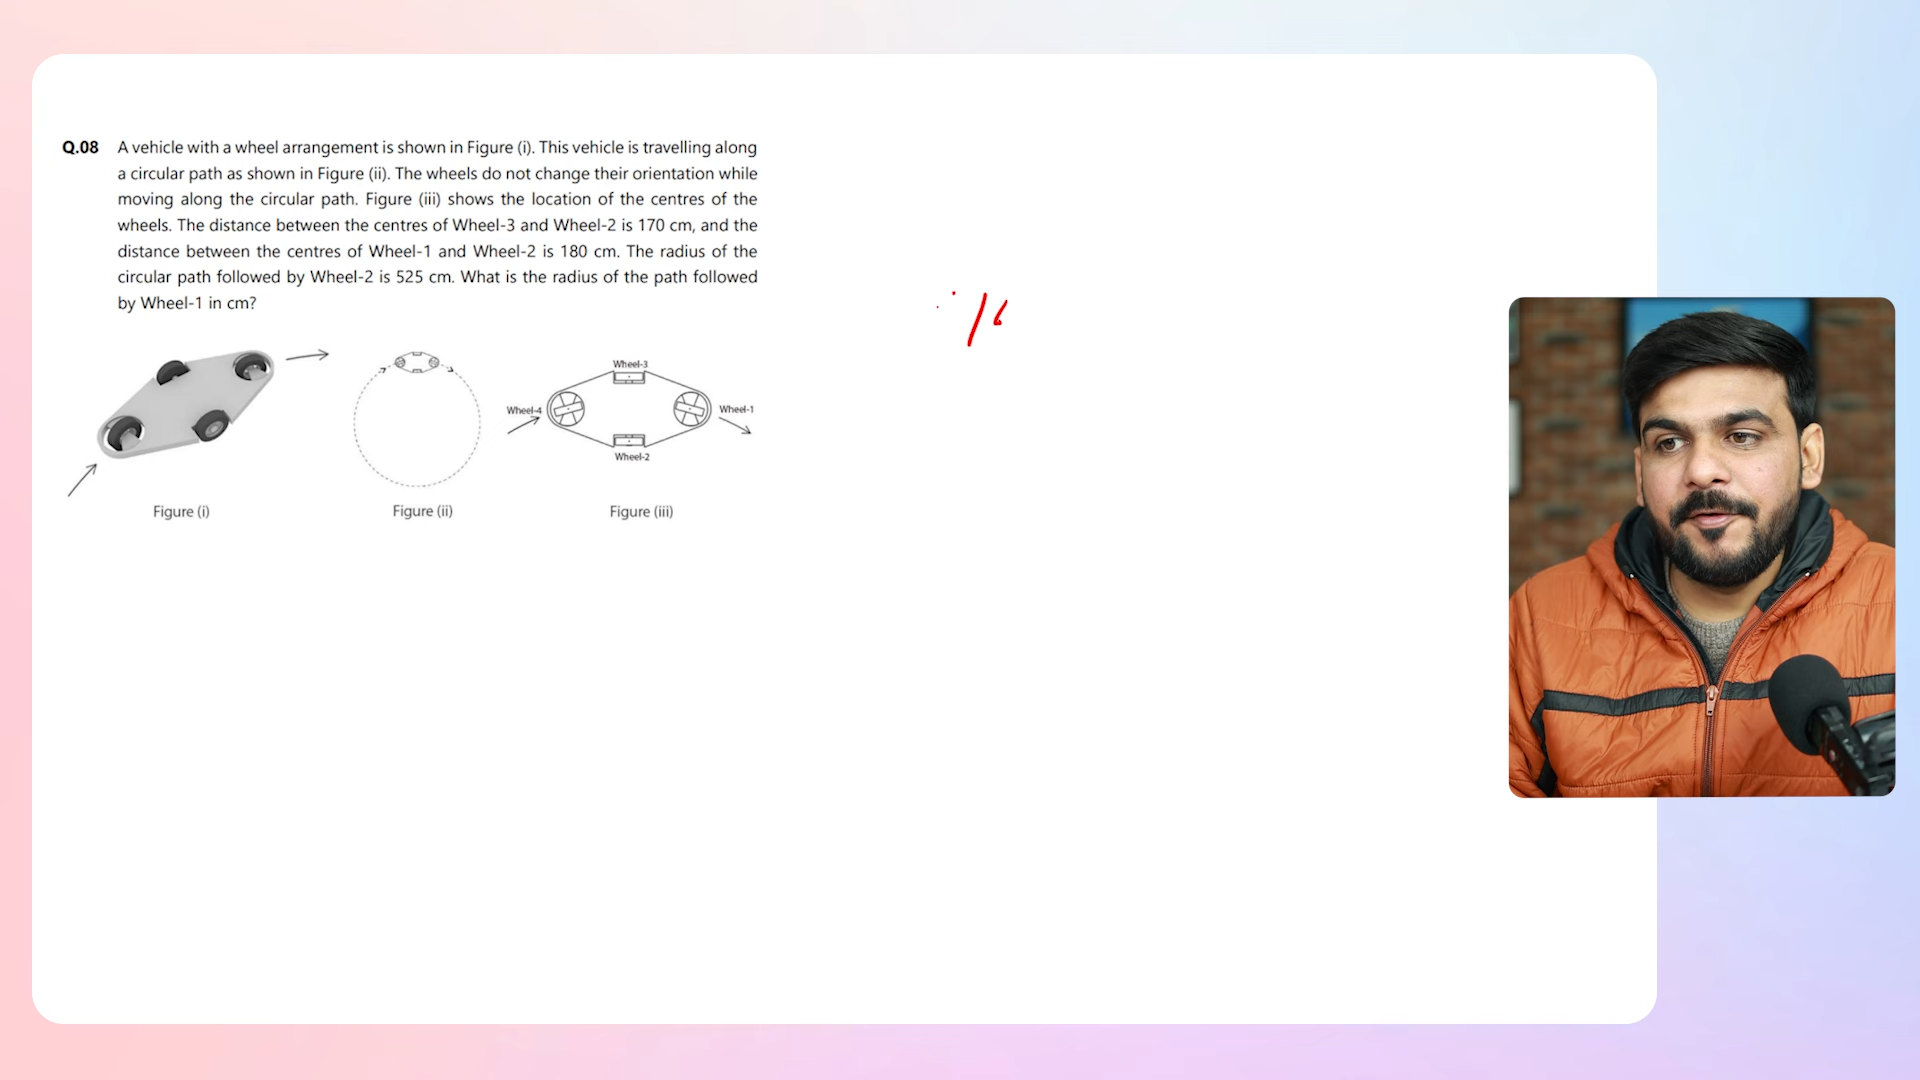 Q.08 A vehicle with a wheel arrangement is shown in Figure (i). This vehicle is travelling along
a circular path as shown in Figure (ii). The wheels do not change their orientation while
moving along the circular path. Figure (iii) shows the location of the centres of the
wheels. The distance between the centres of Wheel-3 and Wheel-2 is 170 cm, and the
distance between the centres of Wheel-1 and Wheel-2 is 180 cm. The radius of the
circular path followed by Wheel-2 is 525 cm. What is the radius of the path followed
by Wheel-1 in cm?
Wheel-3
Wheel-4
Wheel-1
Wheel-2
Figure (i)
Figure (ii)
Figure (iii)